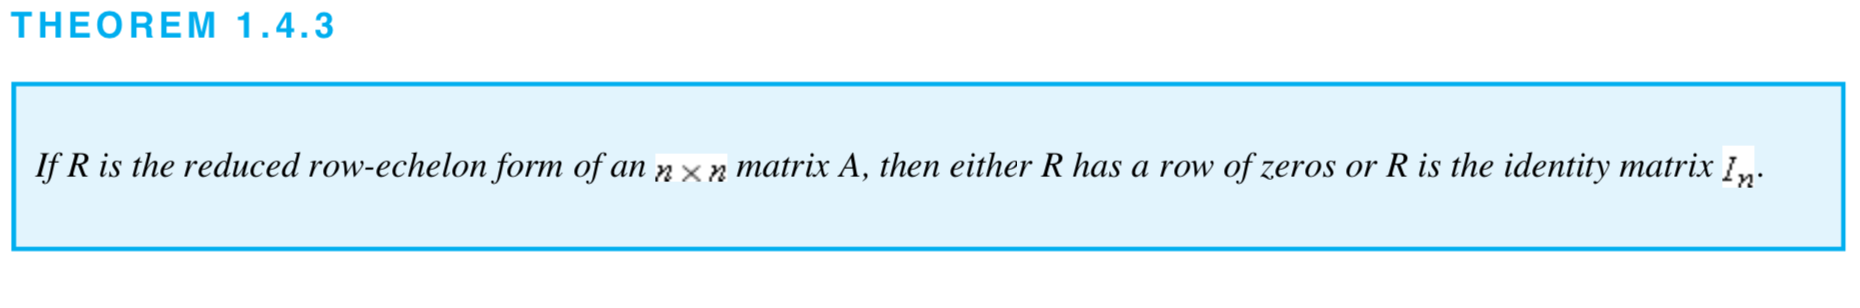 THEOREM 1.4.3
If R is the reduced row-echelon form of an n × n matrix A, then either R has a row of zeros or R is the identity matrix Iₙ.